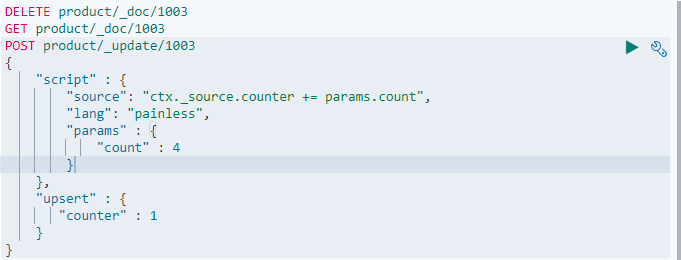 DELETE product/_doc/1003
GET product/_doc/1003
POST product/_update/1003
{
    "script" : {
        "source": "ctx._source.counter += params.count",
        "lang": "painless",
        "params" : {
            "count" : 4
        }
    },
    "upsert" : {
       "counter" : 1
    }
}